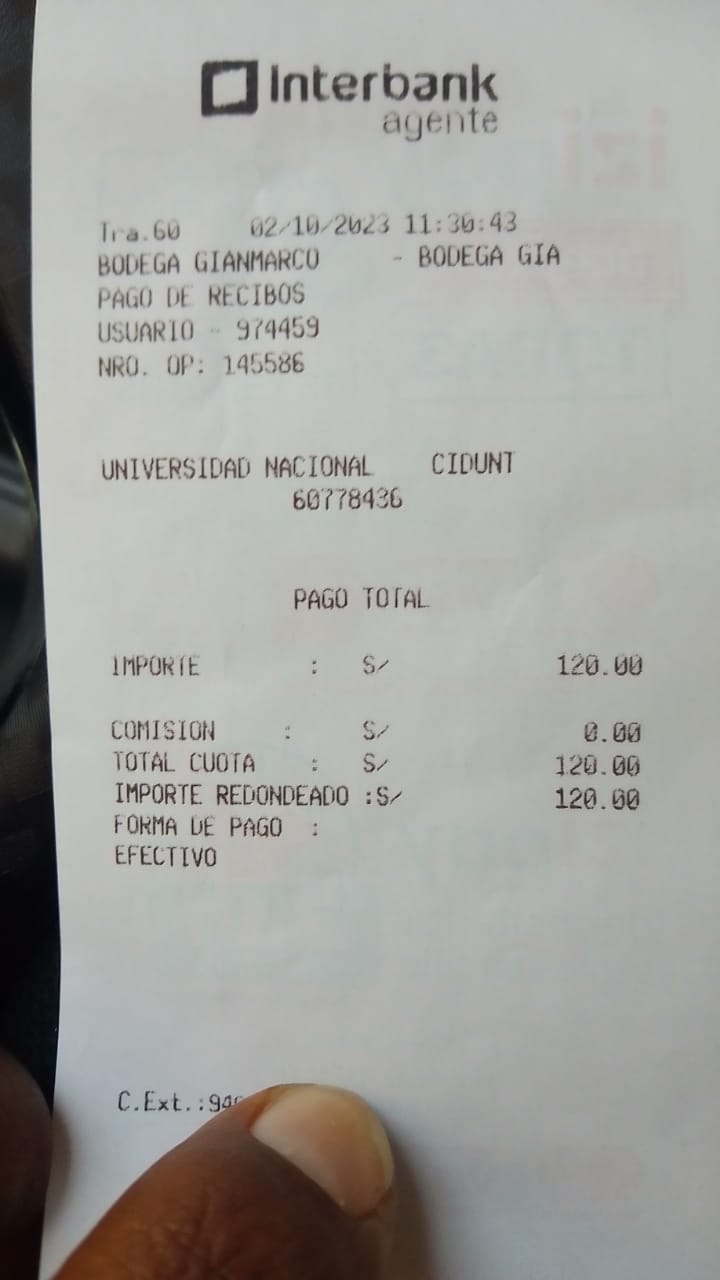 Interbank
agente
Tra.60 02/10/2023 11:30:43
BODEGA GIANMARCO - BODEGA GIA
PAGO DE RECIBOS
USUARIO - 974459
NRO. OP: 145586
UNIVERSIDAD NACIONAL CIDUNT
60778436
PAGO TOTAL
IMPORTE : S/ 120.00
COMISION : S/ 0.00
TOTAL CUOTA : S/ 120.00
IMPORTE REDONDEADO :S/ 120.00
FORMA DE PAGO :
EFECTIVO
C.Ext.: